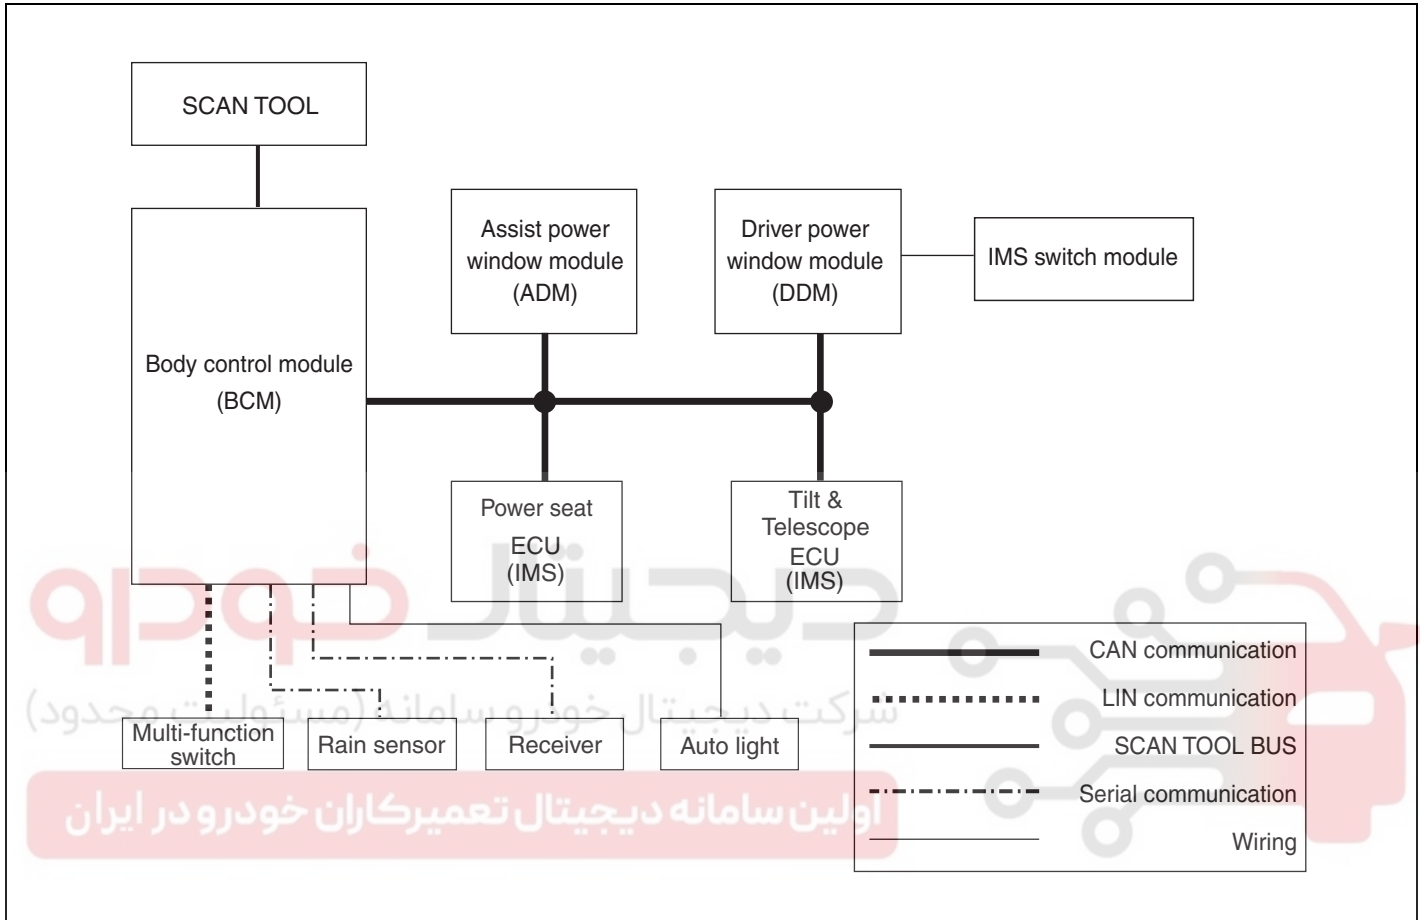 SCAN TOOL
Assist power
window module
(ADM)
Driver power
window module
(DDM)
IMS switch module
Body control module
(BCM)
Power seat
ECU
(IMS)
Tilt &
Telescope
ECU
(IMS)
دیجیتال خودرو
شرکت دیجیتال خودرو سامانه (مسئولیت محدود)
Multi-function
switch
Rain sensor
Receiver
Auto light
اولین سامانه دیجیتال تعمیرکاران خودرو در ایران
CAN communication
LIN communication
SCAN TOOL BUS
Serial communication
Wiring